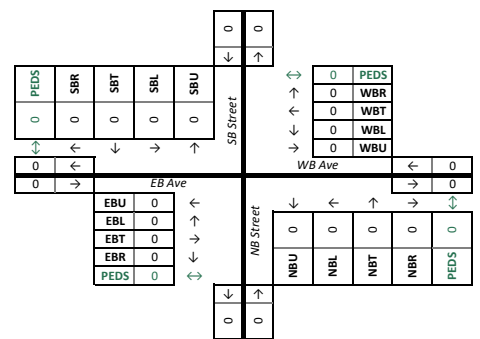 0 0
↓ ↑
PEDS SBR SBT SBL SBU
0 0 0 0 0
↕ ← ↓ → ↑
SB Street
↔ 0 PEDS
↑ 0 WBR
← 0 WBT
↓ 0 WBL
→ 0 WBU
0 ←
0 →
EB Ave
WB Ave
← 0
→ 0
EBU 0 ←
EBL 0 ↑
EBT 0 →
EBR 0 ↓
PEDS 0 ↔
NB Street
↓ ← ↑ → ↕
0 0 0 0 0
NBU NBL NBT NBR PEDS
↓ ↑
0 0